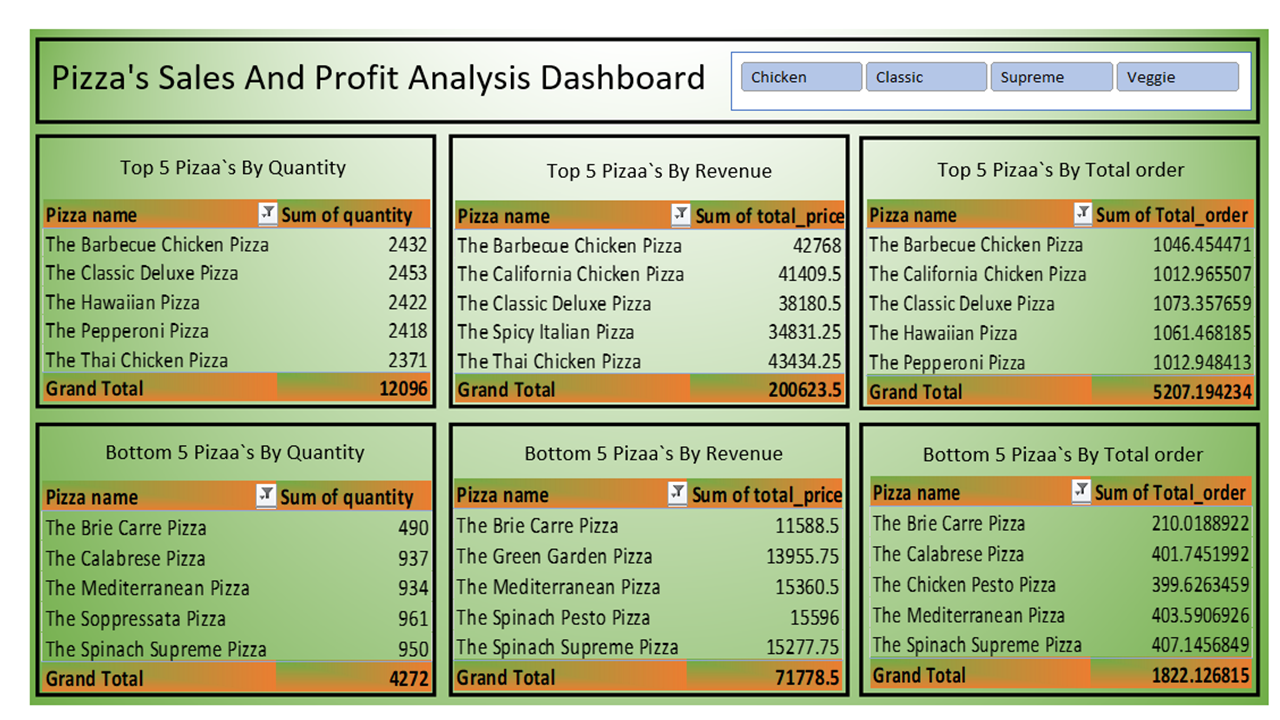 Pizza's Sales And Profit Analysis Dashboard
Chicken Classic Supreme Veggie
Top 5 Pizaa`s By Quantity
Pizza name Sum of quantity
The Barbecue Chicken Pizza 2432
The Classic Deluxe Pizza 2453
The Hawaiian Pizza 2422
The Pepperoni Pizza 2418
The Thai Chicken Pizza 2371
Grand Total 12096
Top 5 Pizaa`s By Revenue
Pizza name Sum of total_price
The Barbecue Chicken Pizza 42768
The California Chicken Pizza 41409.5
The Classic Deluxe Pizza 38180.5
The Spicy Italian Pizza 34831.25
The Thai Chicken Pizza 43434.25
Grand Total 200623.5
Top 5 Pizaa`s By Total order
Pizza name Sum of Total_order
The Barbecue Chicken Pizza 1046.454471
The California Chicken Pizza 1012.965507
The Classic Deluxe Pizza 1073.357659
The Hawaiian Pizza 1061.468185
The Pepperoni Pizza 1012.948413
Grand Total 5207.194234
Bottom 5 Pizaa`s By Quantity
Pizza name Sum of quantity
The Brie Carre Pizza 490
The Calabrese Pizza 937
The Mediterranean Pizza 934
The Soppressata Pizza 961
The Spinach Supreme Pizza 950
Grand Total 4272
Bottom 5 Pizaa`s By Revenue
Pizza name Sum of total_price
The Brie Carre Pizza 11588.5
The Green Garden Pizza 13955.75
The Mediterranean Pizza 15360.5
The Spinach Pesto Pizza 15596
The Spinach Supreme Pizza 15277.75
Grand Total 71778.5
Bottom 5 Pizaa`s By Total order
Pizza name Sum of Total_order
The Brie Carre Pizza 210.0188922
The Calabrese Pizza 401.7451992
The Chicken Pesto Pizza 399.6263459
The Mediterranean Pizza 403.5906926
The Spinach Supreme Pizza 407.1456849
Grand Total 1822.126815